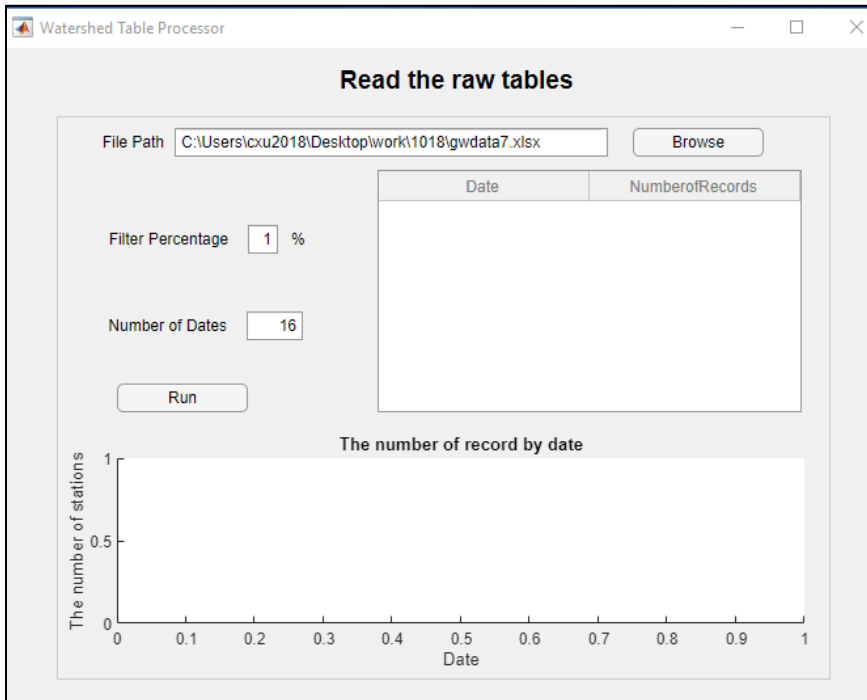 Watershed Table Processor
Read the raw tables
File Path C:\Users\cxu2018\Desktop\work\1018\gwdata7.xlsx Browse
Date NumberofRecords
Filter Percentage 1 %
Number of Dates 16
Run
The number of record by date
The number of stations
1
0.5
0
0 0.1 0.2 0.3 0.4 0.5 0.6 0.7 0.8 0.9 1
Date